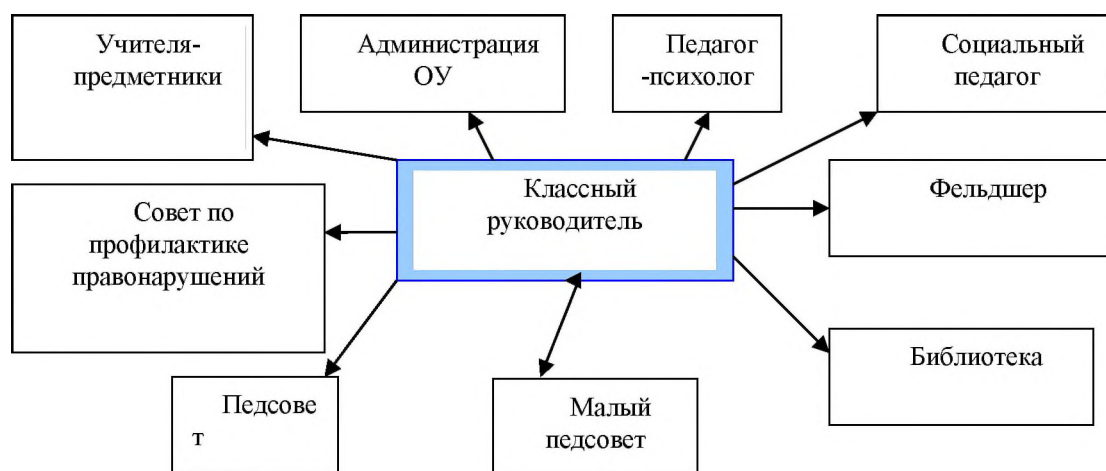 Учителя-
предметники
Администрация
ОУ
Педагог
-психолог
Социальный
педагог
Классный
руководитель
Фельдшер
Совет по
профилактике
правонарушений
Библиотека
Педсове
т
Малый
педсовет